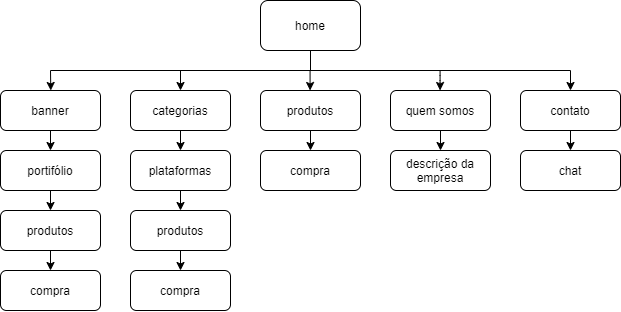 home
banner
categorias
produtos
quem somos
contato
portifólio
plataformas
compra
descrição da
empresa
chat
produtos
produtos
compra
compra